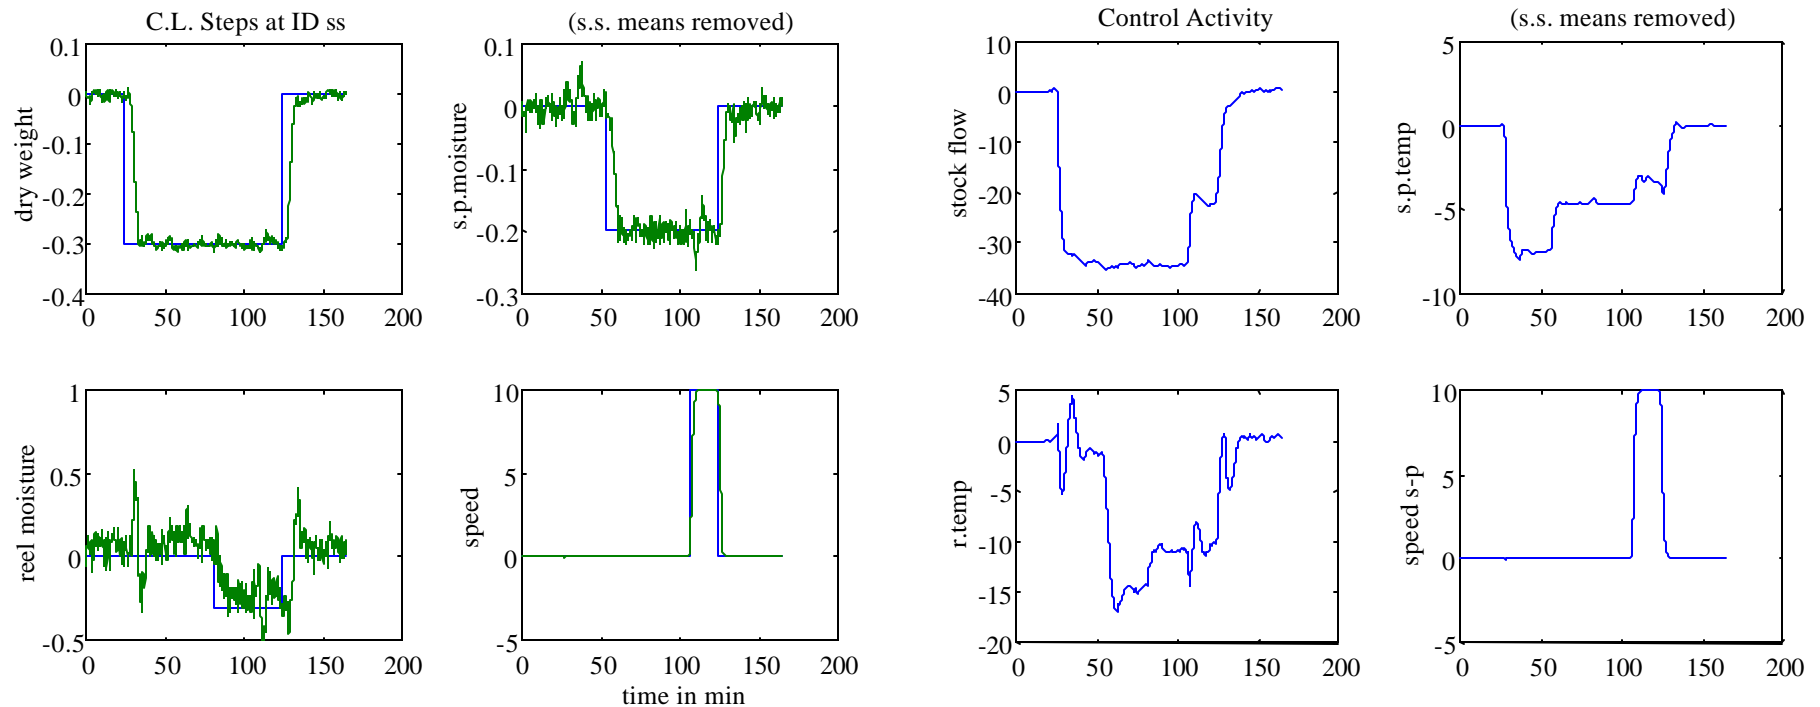 C.L. Steps at ID ss
(s.s. means removed)
Control Activity
(s.s. means removed)
dry weight
0.1
0
-0.1
-0.2
-0.3
-0.4
0 50 100 150 200
s.p.moisture
0.1
0
0.1
-0.2
-0.3
0 50 100 150 200
stock flow
10
0
-10
-20
-30
-40
0 50 100 150 200
s.p.temp
5
0
-5
-10
0 50 100 150 200
reel moisture
1
0.5
0
-0.5
0 50 100 150 200
speed
10
5
0
-5
0 50 100 150 200
time in min
r.temp
5
0
-5
-10
-15
-20
0 50 100 150 200
speed s-p
10
5
0
-5
0 50 100 150 200